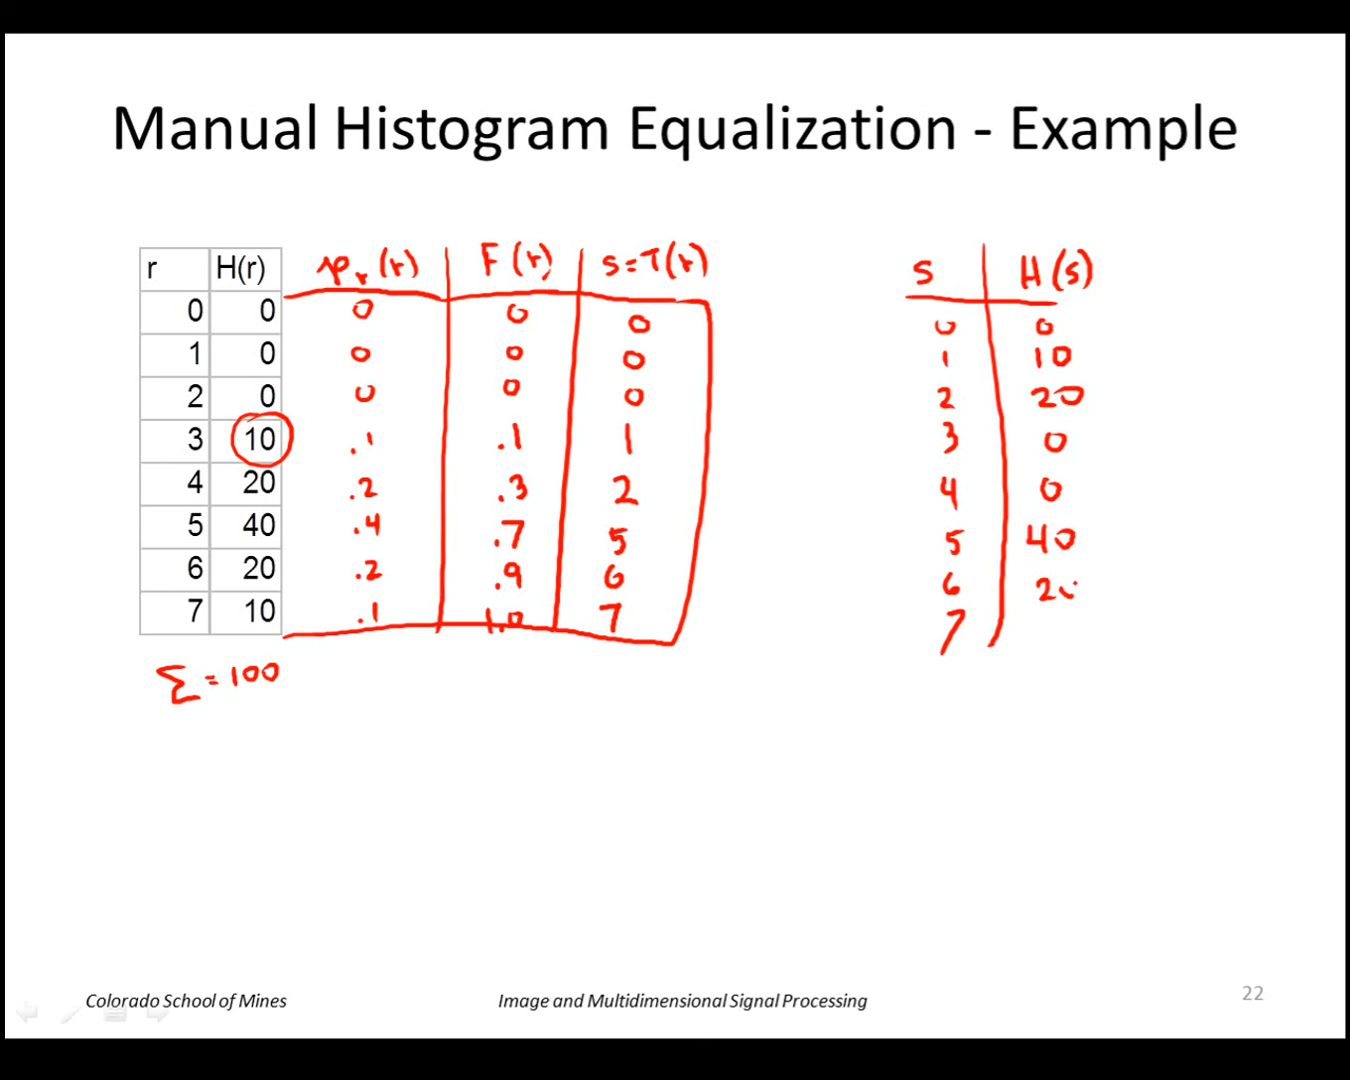 Manual Histogram Equalization - Example
r H(r) pr(r) F(r) s=T(r) s H(s)
0 0 0 0 0 0 0
1 0 0 0 0 1 10
2 0 0 0 0 2 20
3 10 .1 .1 1 3 0
4 20 .2 .3 2 4 0
5 40 .4 .7 5 5 40
6 20 .2 .9 6 6 20
7 10 .1 1.0 7 7
Σ = 100
Colorado School of Mines Image and Multidimensional Signal Processing 22